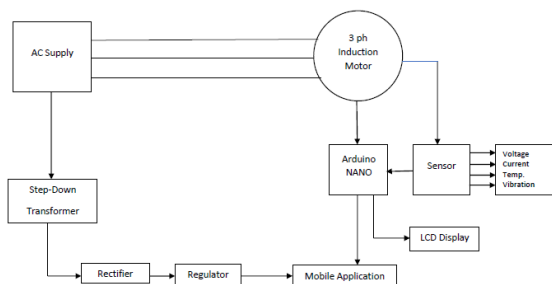 AC Supply
3 ph
Induction
Motor
Arduino
NANO
Sensor
Voltage
Current
Temp.
Vibration
Step-Down
Transformer
LCD Display
Rectifier
Regulator
Mobile Application